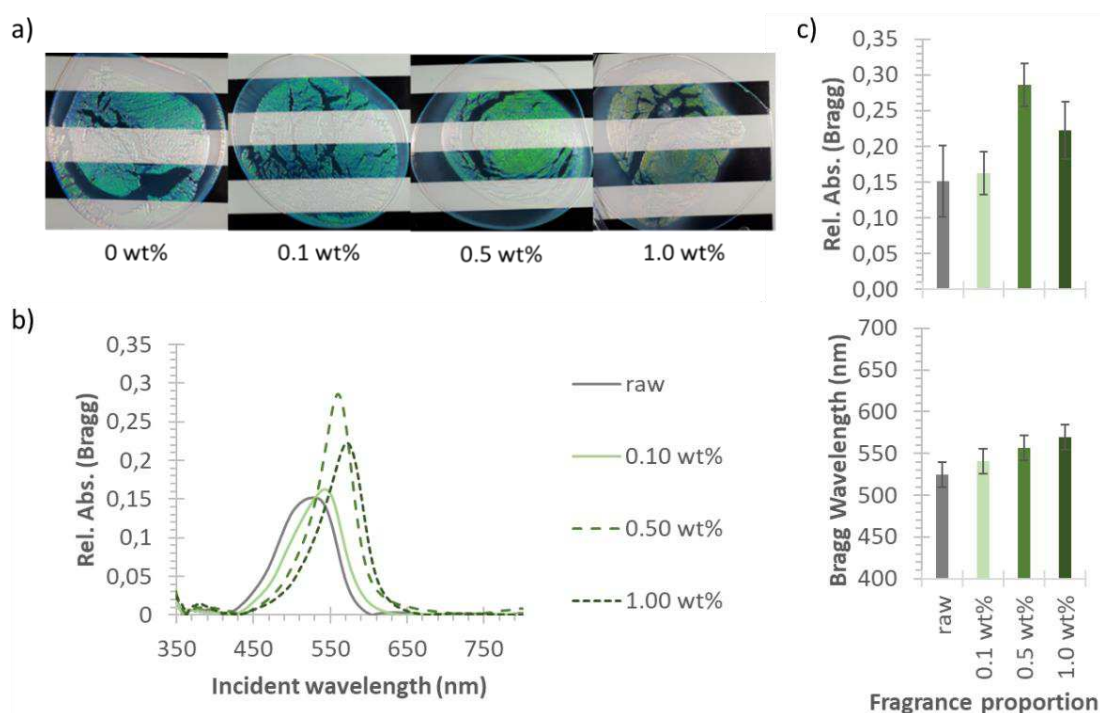 a)
0 wt%
0.1 wt%
0.5 wt%
1.0 wt%
b)
Rel. Abs. (Bragg)
0,35
0,3
0,25
0,2
0,15
0,1
0,05
0
350
450
550
650
750
Incident wavelength (nm)
raw
0.10 wt%
0.50 wt%
1.00 wt%
c)
Rel. Abs. (Bragg)
0,35
0,30
0,25
0,20
0,15
0,10
0,05
0,00
Bragg Wavelength (nm)
700
650
600
550
500
450
400
raw
0.1 wt%
0.5 wt%
1.0 wt%
Fragrance proportion